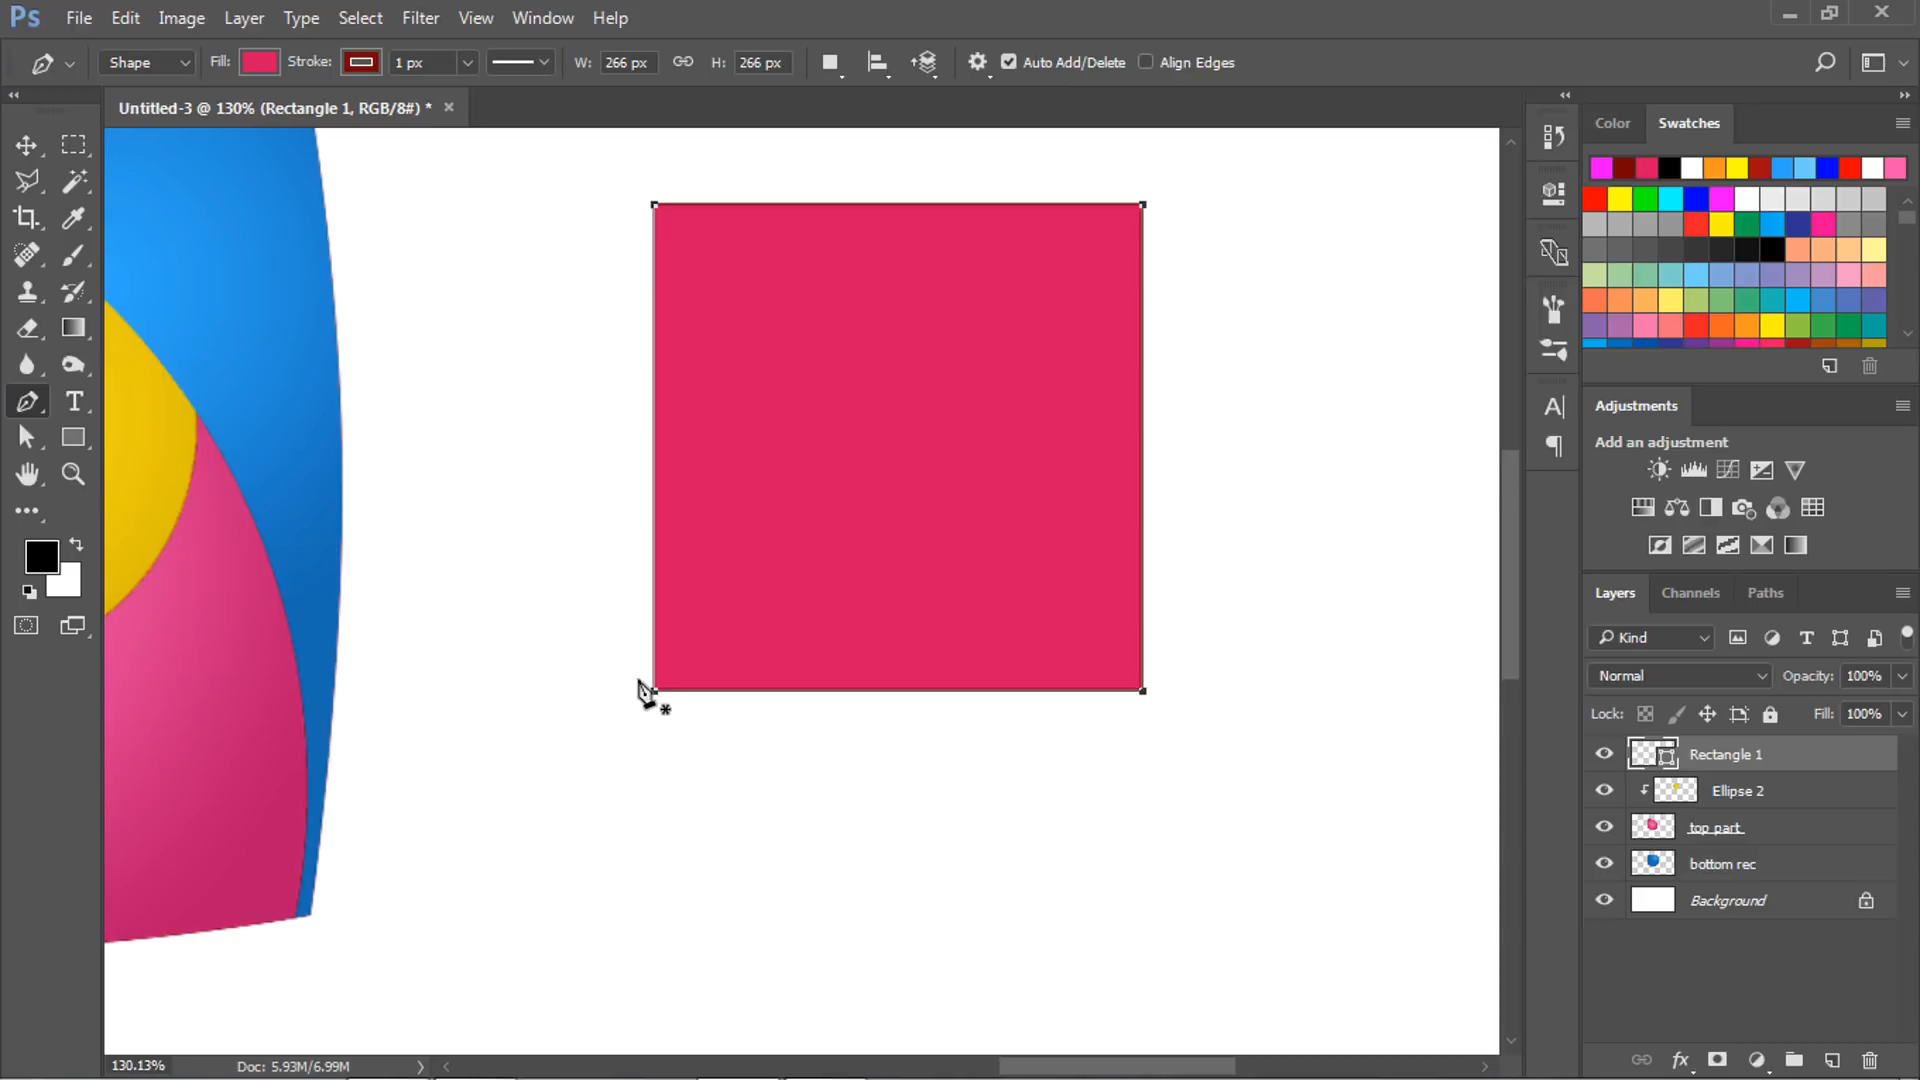 Ps File Edit Image Layer Type Select Filter View Window Help
Shape Fill: Stroke: 1 px W: 266 px H: 266 px Auto Add/Delete Align Edges
Untitled-3 @ 130% (Rectangle 1, RGB/8#) * ×
Color Swatches
Adjustments
Add an adjustment
Layers Channels Paths
Kind
Normal Opacity: 100%
Lock: Fill: 100%
Rectangle 1
Ellipse 2
top part
bottom rec
Background
130.13% Doc: 5.93M/6.99M